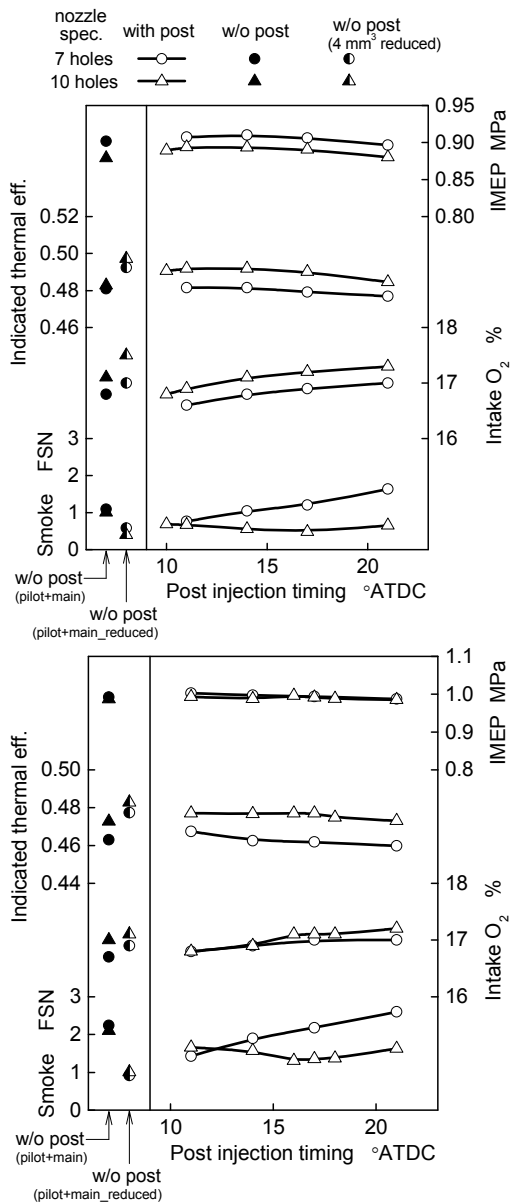 nozzle spec. with post w/o post w/o post (4 mm³ reduced)
7 holes
10 holes
0.95
0.90
0.85
0.80
IMEP MPa
0.52
0.50
0.48
0.46
Indicated thermal eff.
18
17
16
Intake O₂ %
3
2
1
0
Smoke FSN
10 15 20
w/o post
(pilot+main)
Post injection timing °ATDC
w/o post
(pilot+main_reduced)
1.1
1.0
0.9
0.8
IMEP MPa
0.50
0.48
0.46
0.44
Indicated thermal eff.
18
17
16
Intake O₂ %
3
2
1
0
Smoke FSN
10 15 20
w/o post
(pilot+main)
Post injection timing °ATDC
w/o post
(pilot+main_reduced)